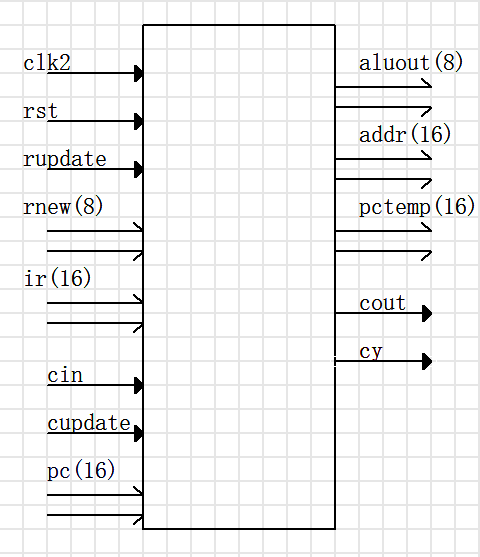 clk2
rst
rupdate
rnew(8)
ir(16)
cin
cupdate
pc(16)
aluout(8)
addr(16)
pctemp(16)
cout
cy